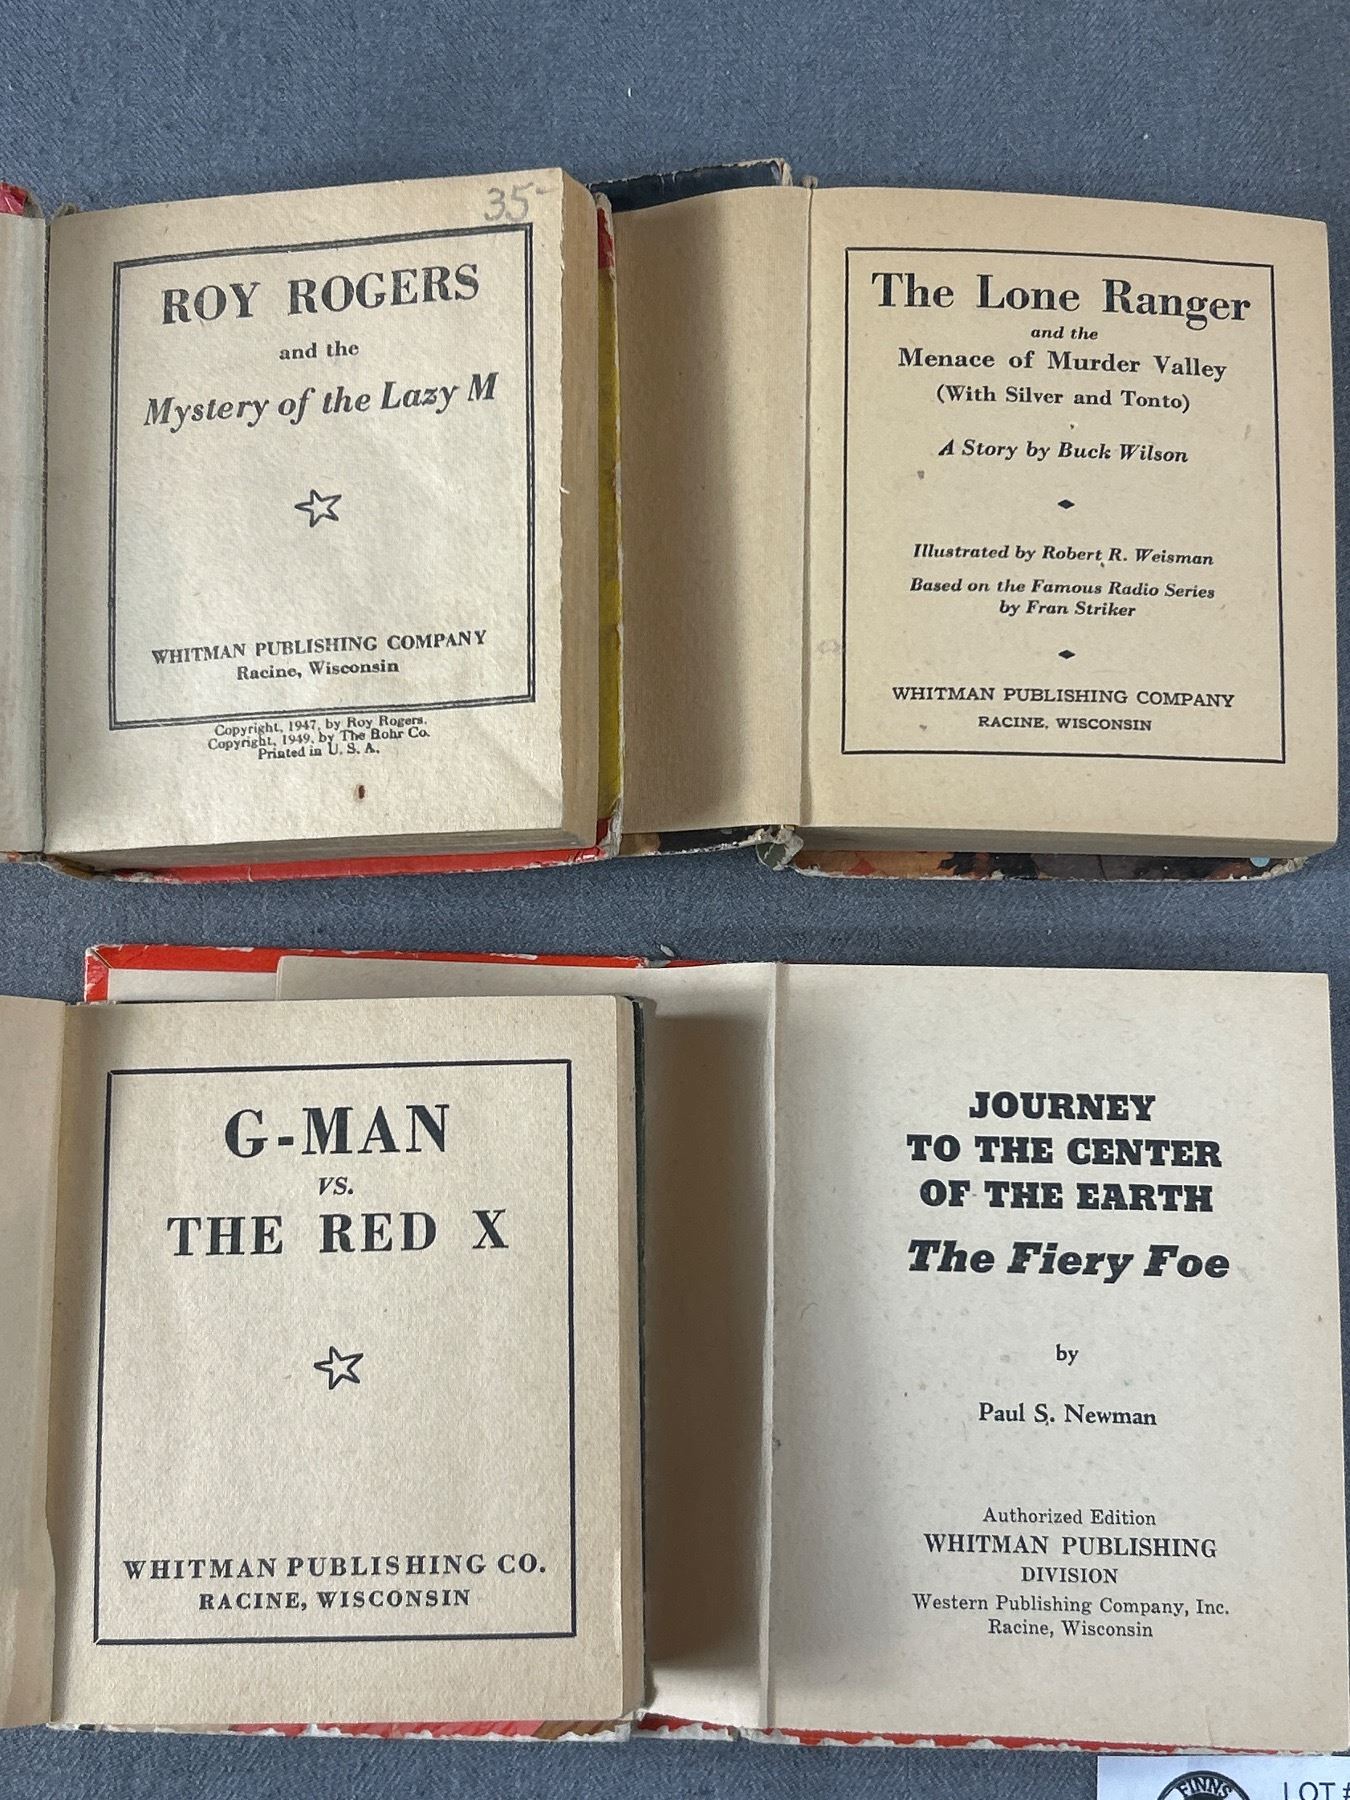 35-
ROY ROGERS
and the
Mystery of the Lazy M
WHITMAN PUBLISHING COMPANY
Racine, Wisconsin
Copyright, 1947, by Roy Rogers.
Copyright, 1949, by The Rohr Co.
Printed in U. S. A.
The Lone Ranger
and the
Menace of Murder Valley
(With Silver and Tonto)
A Story by Buck Wilson
Illustrated by Robert R. Weisman
Based on the Famous Radio Series
by Fran Striker
WHITMAN PUBLISHING COMPANY
RACINE, WISCONSIN
G-MAN
VS.
THE RED X
WHITMAN PUBLISHING CO.
RACINE, WISCONSIN
JOURNEY
TO THE CENTER
OF THE EARTH
The Fiery Foe
by
Paul S. Newman
Authorized Edition
WHITMAN PUBLISHING
DIVISION
Western Publishing Company, Inc.
Racine, Wisconsin
FINNS
LOT #